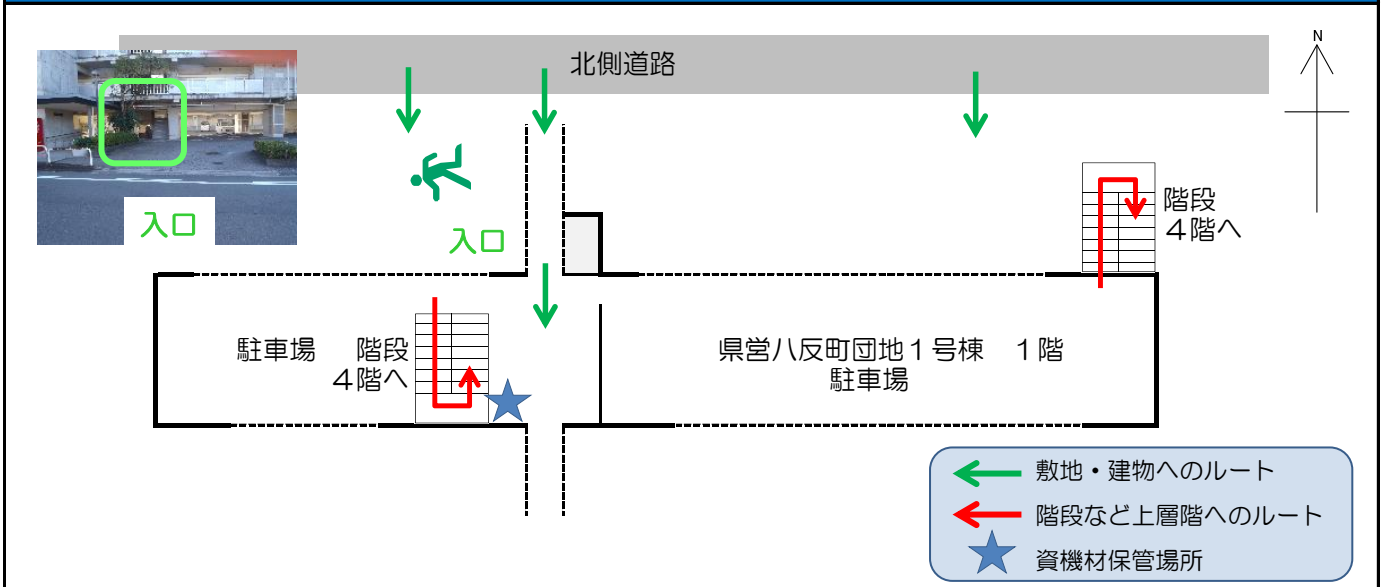 北側道路
N
入口
入口
階段
４階へ
駐車場　階段
４階へ
県営八反町団地１号棟　１階
駐車場
敷地・建物へのルート
階段など上層階へのルート
資機材保管場所